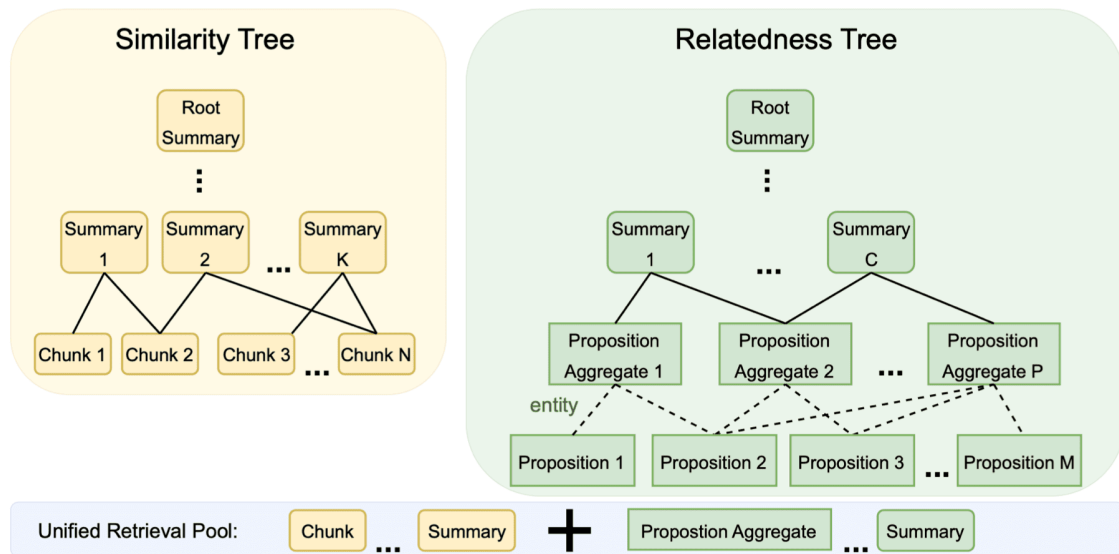 Similarity Tree
Root
Summary
...
Summary
1
Summary
2
...
Summary
K
Chunk 1
Chunk 2
Chunk 3
...
Chunk N
Relatedness Tree
Root
Summary
...
Summary
1
...
Summary
C
Proposition
Aggregate 1
Proposition
Aggregate 2
...
Proposition
Aggregate P
entity
Proposition 1
Proposition 2
Proposition 3
...
Proposition M
Unified Retrieval Pool:
Chunk
...
Summary
+
Propostion Aggregate
...
Summary